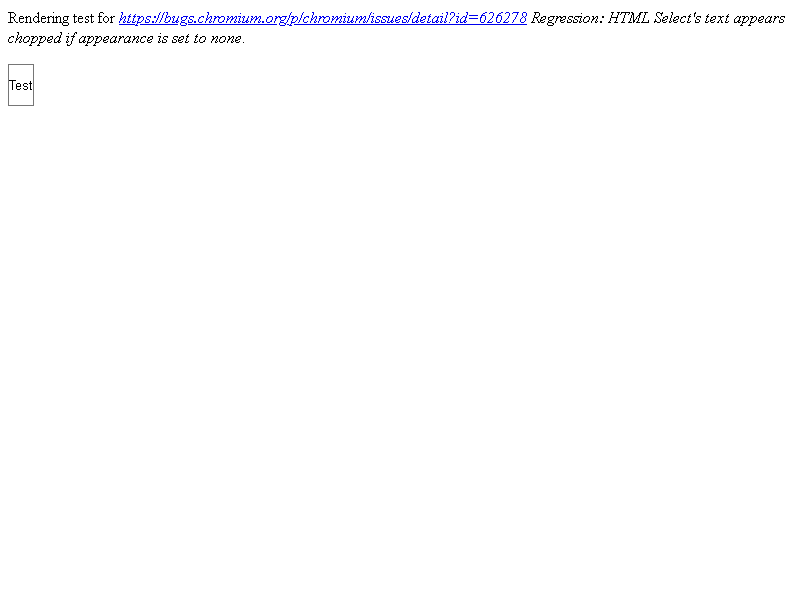 Rendering test for https://bugs.chromium.org/p/chromium/issues/detail?id=626278 Regression: HTML Select's text appears
chopped if appearance is set to none.
Test